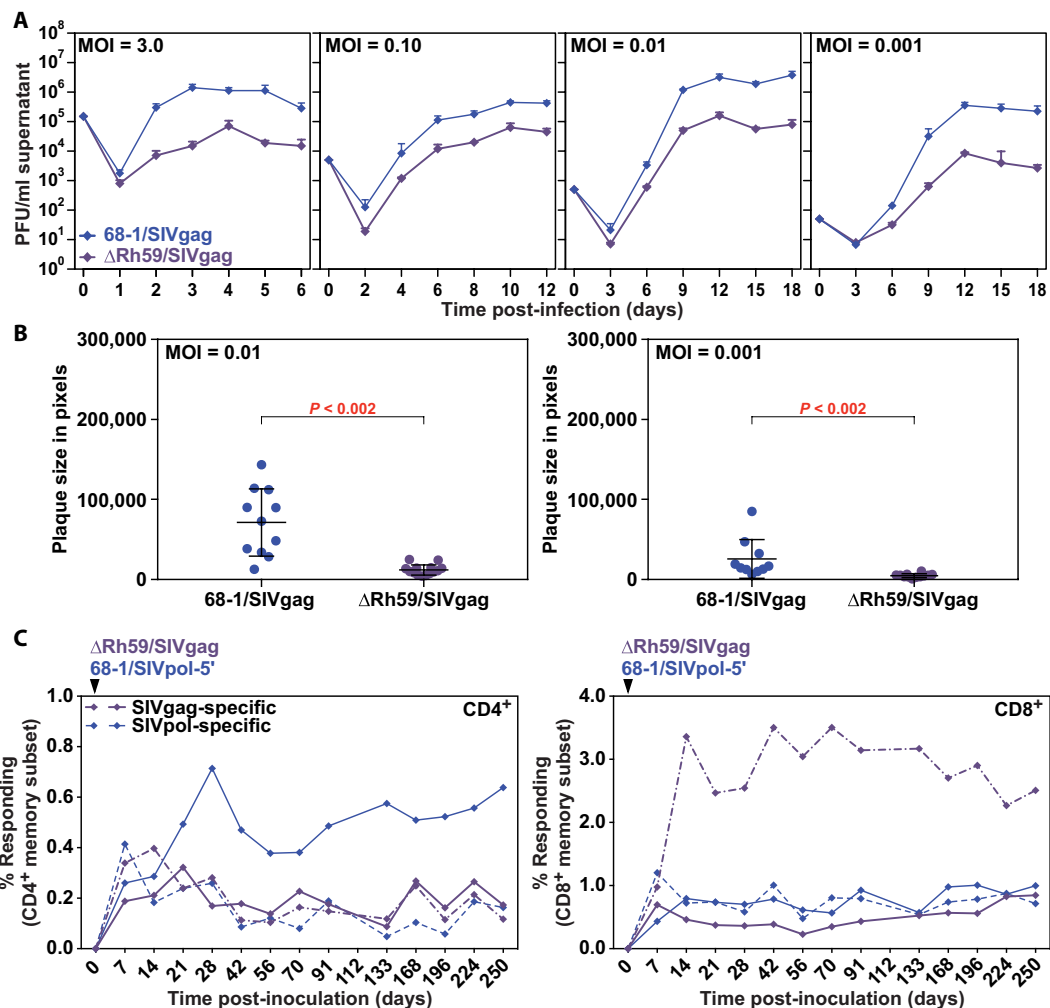 A
PFU/ml supernatant
10⁸
10⁷
10⁶
10⁵
10⁴
10³
10²
10¹
10⁰
MOI = 3.0
MOI = 0.10
MOI = 0.01
MOI = 0.001
68-1/SIVgag
ΔRh59/SIVgag
0 1 2 3 4 5 6
0 2 4 6 8 10 12
0 3 6 9 12 15 18
0 3 6 9 12 15 18
Time post-infection (days)
B
Plaque size in pixels
300,000
200,000
100,000
0
MOI = 0.01
P < 0.002
68-1/SIVgag ΔRh59/SIVgag
Plaque size in pixels
300,000
200,000
100,000
0
MOI = 0.001
P < 0.002
68-1/SIVgag ΔRh59/SIVgag
C
ΔRh59/SIVgag
68-1/SIVpol-5'
% Responding
(CD4⁺ memory subset)
1.0
0.8
0.6
0.4
0.2
0.0
SIVgag-specific
SIVpol-specific
CD4⁺
0 7 14 21 28 42 56 70 91 112 133 168 196 224 250
Time post-inoculation (days)
ΔRh59/SIVgag
68-1/SIVpol-5'
% Responding
(CD8⁺ memory subset)
4.0
3.0
2.0
1.0
0.0
CD8⁺
0 7 14 21 28 42 56 70 91 112 133 168 196 224 250
Time post-inoculation (days)